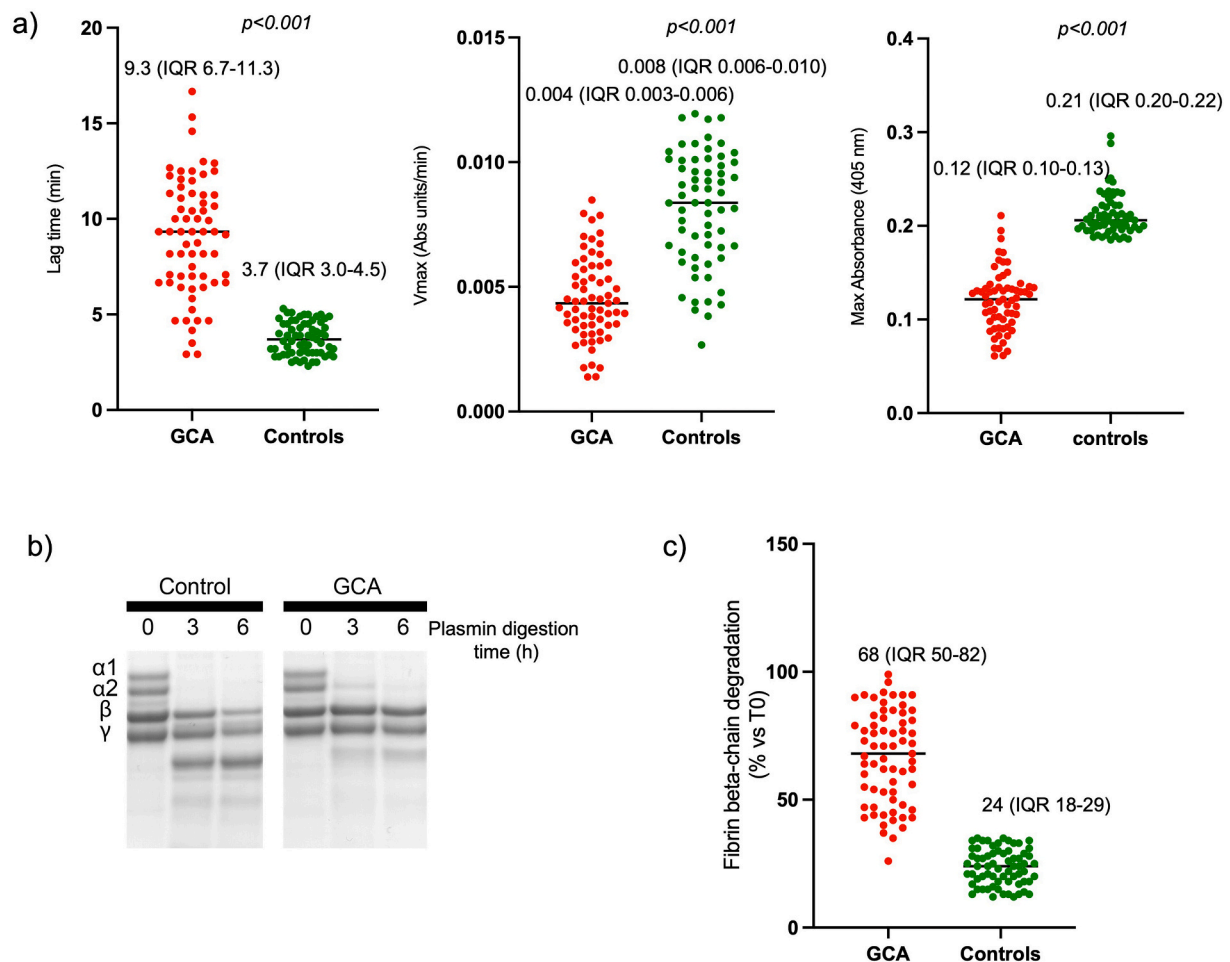 a)
p<0.001
20
15
10
5
0
Lag time (min)
9.3 (IQR 6.7-11.3)
3.7 (IQR 3.0-4.5)
GCA
Controls
p<0.001
0.015
0.010
0.005
0.000
Vmax (Abs units/min)
0.008 (IQR 0.006-0.010)
0.004 (IQR 0.003-0.006)
GCA
Controls
p<0.001
0.4
0.3
0.2
0.1
0.0
Max Absorbance (405 nm)
0.21 (IQR 0.20-0.22)
0.12 (IQR 0.10-0.13)
GCA
controls
b)
Control
GCA
0 3 6
0 3 6
Plasmin digestion
time (h)
α1
α2
β
γ
c)
150
100
50
0
Fibrin beta-chain degradation
(% vs T0)
68 (IQR 50-82)
24 (IQR 18-29)
GCA
Controls